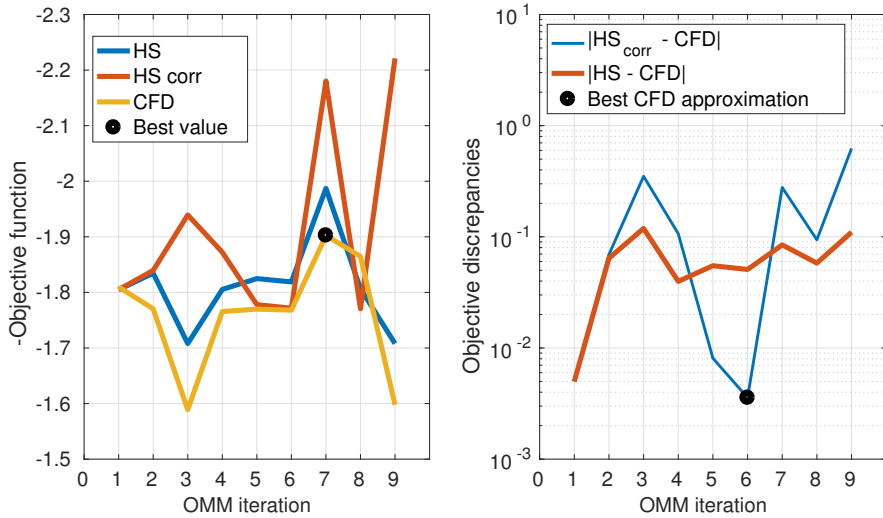 -2.3
-2.2
-2.1
-2
-1.9
-1.8
-1.7
-1.6
-1.5
-Objective function
HS
HS corr
CFD
Best value
0 1 2 3 4 5 6 7 8 9
OMM iteration
10^1
10^0
10^-1
10^-2
10^-3
Objective discrepancies
|HS_corr - CFD|
|HS - CFD|
Best CFD approximation
0 1 2 3 4 5 6 7 8 9
OMM iteration